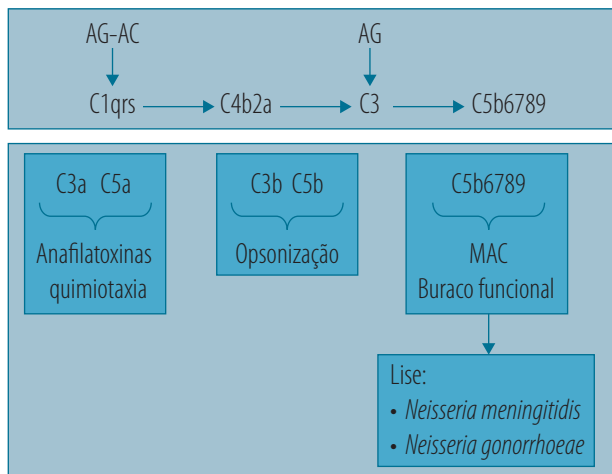 AG-AC AG
C1qrs C4b2a C3 C5b6789
C3a C5a
Anafilatoxinas
quimiotaxia
C3b C5b
Opsonização
C5b6789
MAC
Buraco funcional
Lise:
• Neisseria meningitidis
• Neisseria gonorrhoeae